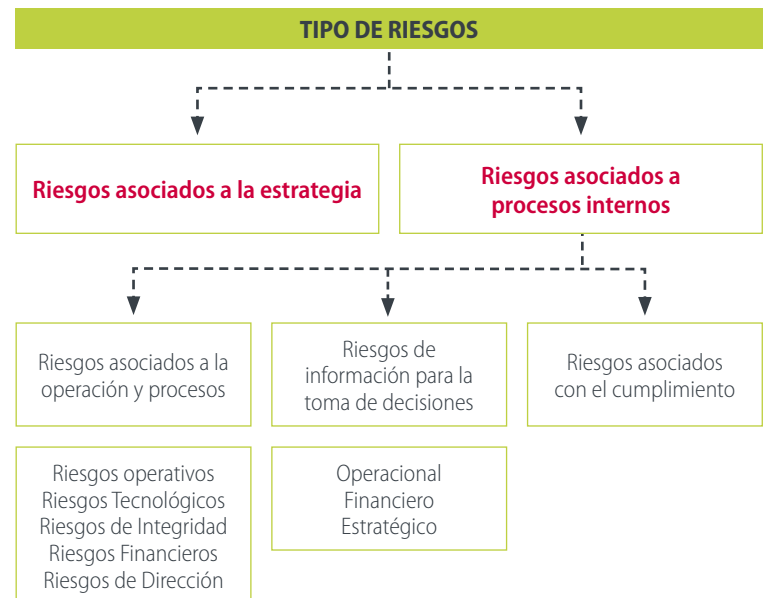 TIPO DE RIESGOS
Riesgos asociados a la estrategia
Riesgos asociados a
procesos internos
Riesgos asociados a la
operación y procesos
Riesgos de
información para la
toma de decisiones
Riesgos asociados
con el cumplimiento
Riesgos operativos
Riesgos Tecnológicos
Riesgos de Integridad
Riesgos Financieros
Riesgos de Dirección
Operacional
Financiero
Estratégico